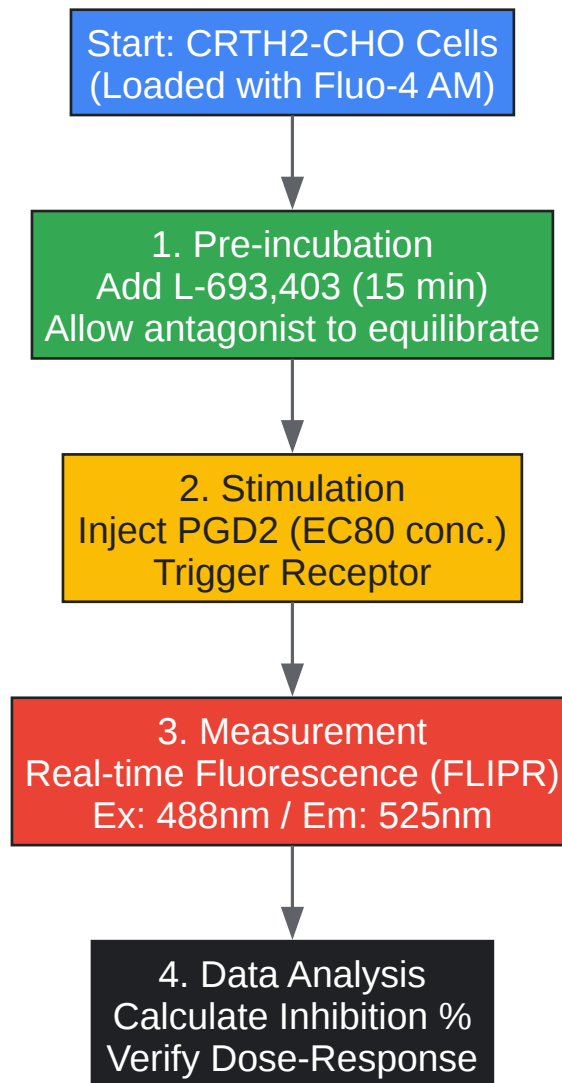 Start: CRTH2-CHO Cells
(Loaded with Fluo-4 AM)
1. Pre-incubation
Add L-693,403 (15 min)
Allow antagonist to equilibrate
2. Stimulation
Inject PGD2 (EC80 conc.)
Trigger Receptor
3. Measurement
Real-time Fluorescence (FLIPR)
Ex: 488nm / Em: 525nm
4. Data Analysis
Calculate Inhibition %
Verify Dose-Response